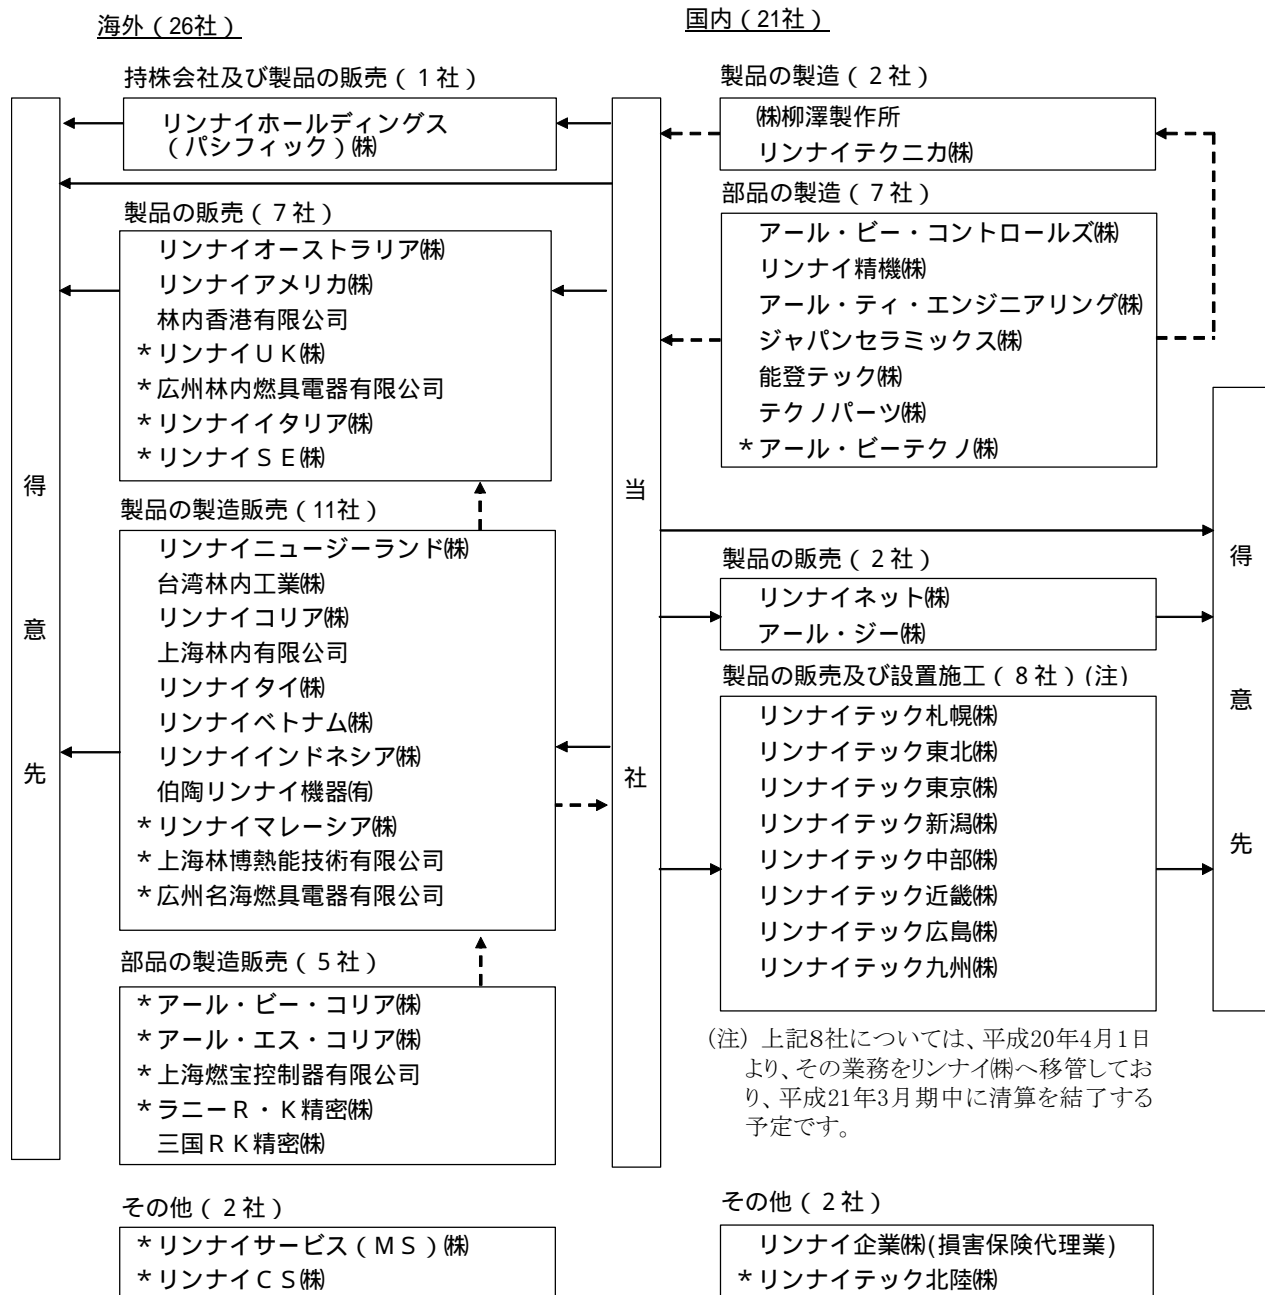 海外（26社）
持株会社及び製品の販売（１社）
リンナイホールディングス
（パシフィック）㈱
製品の販売（７社）
リンナイオーストラリア㈱
リンナイアメリカ㈱
林内香港有限公司
*リンナイＵＫ㈱
*広州林内燃具電器有限公司
*リンナイイタリア㈱
*リンナイＳＥ㈱
製品の製造販売（11社）
リンナイニュージーランド㈱
台湾林内工業㈱
リンナイコリア㈱
上海林内有限公司
リンナイタイ㈱
リンナイベトナム㈱
リンナイインドネシア㈱
伯陶リンナイ機器㈲
*リンナイマレーシア㈱
*上海林博熱能技術有限公司
*広州名海燃具電器有限公司
部品の製造販売（５社）
*アール・ビー・コリア㈱
*アール・エス・コリア㈱
*上海燃宝控制器有限公司
*ラニーＲ・Ｋ精密㈱
三国ＲＫ精密㈱
その他（２社）
*リンナイサービス（ＭＳ）㈱
*リンナイＣＳ㈱
得意先
当社
国内（21社）
製品の製造（２社）
㈱柳澤製作所
リンナイテクニカ㈱
部品の製造（７社）
アール・ビー・コントロールズ㈱
リンナイ精機㈱
アール・ティ・エンジニアリング㈱
ジャパンセラミックス㈱
能登テック㈱
テクノパーツ㈱
*アール・ビーテクノ㈱
製品の販売（２社）
リンナイネット㈱
アール・ジー㈱
製品の販売及び設置施工（８社）(注)
リンナイテック札幌㈱
リンナイテック東北㈱
リンナイテック東京㈱
リンナイテック新潟㈱
リンナイテック中部㈱
リンナイテック近畿㈱
リンナイテック広島㈱
リンナイテック九州㈱
(注) 上記8社については、平成20年4月1日
より、その業務をリンナイ㈱へ移管してお
り、平成21年3月期中に清算を結了する
予定です。
その他（２社）
リンナイ企業㈱(損害保険代理業)
*リンナイテック北陸㈱
得意先